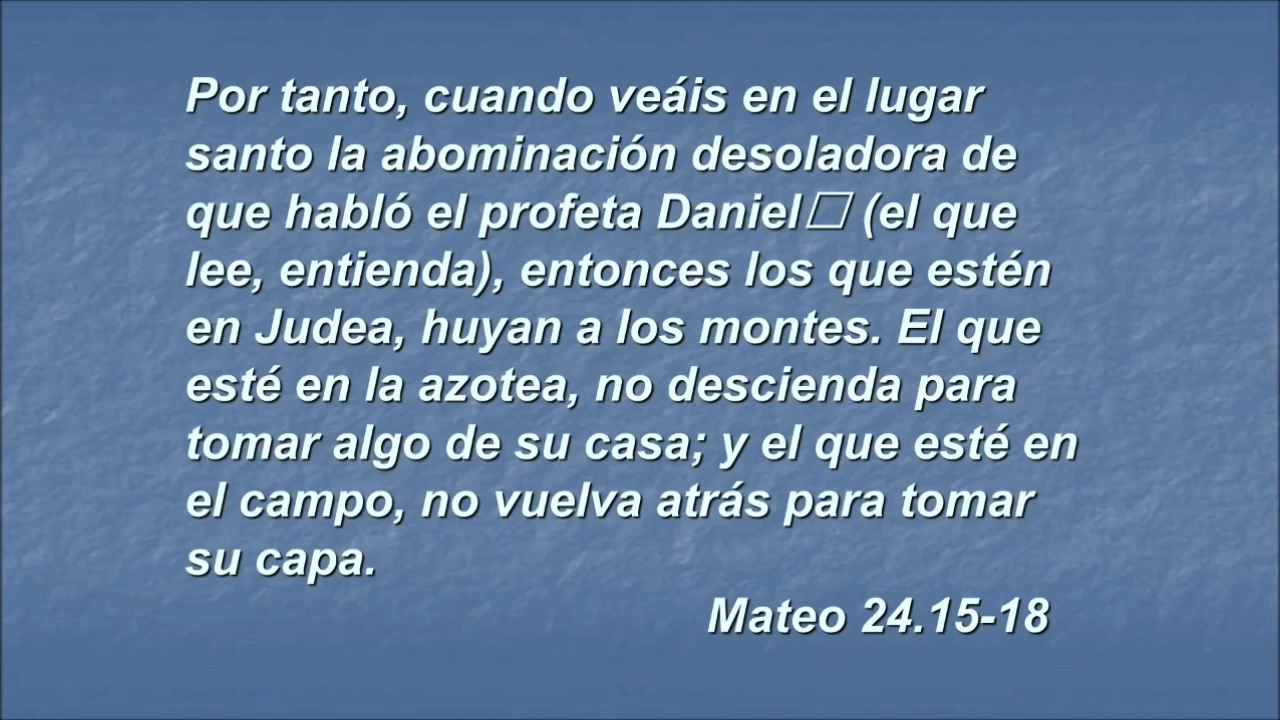 Por tanto, cuando veáis en el lugar
santo la abominación desoladora de
que habló el profeta Daniel□ (el que
lee, entienda), entonces los que estén
en Judea, huyan a los montes. El que
esté en la azotea, no descienda para
tomar algo de su casa; y el que esté en
el campo, no vuelva atrás para tomar
su capa.
Mateo 24.15-18